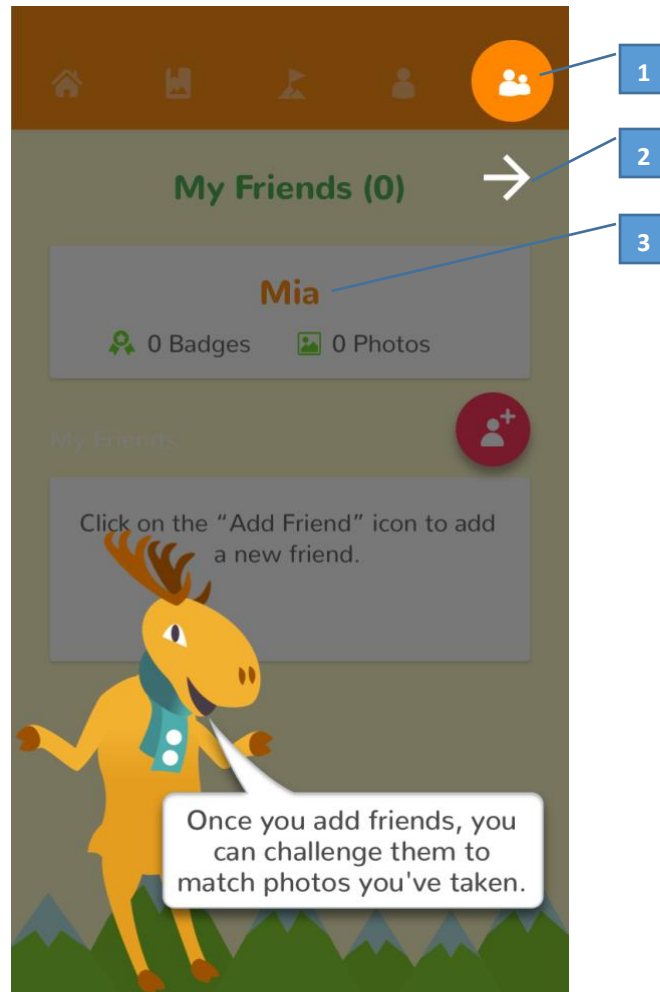 1
2
My Friends (0)
3
Mia
0 Badges
0 Photos
My Friends
Click on the “Add Friend” icon to add
a new friend.
Once you add friends, you
can challenge them to
match photos you've taken.